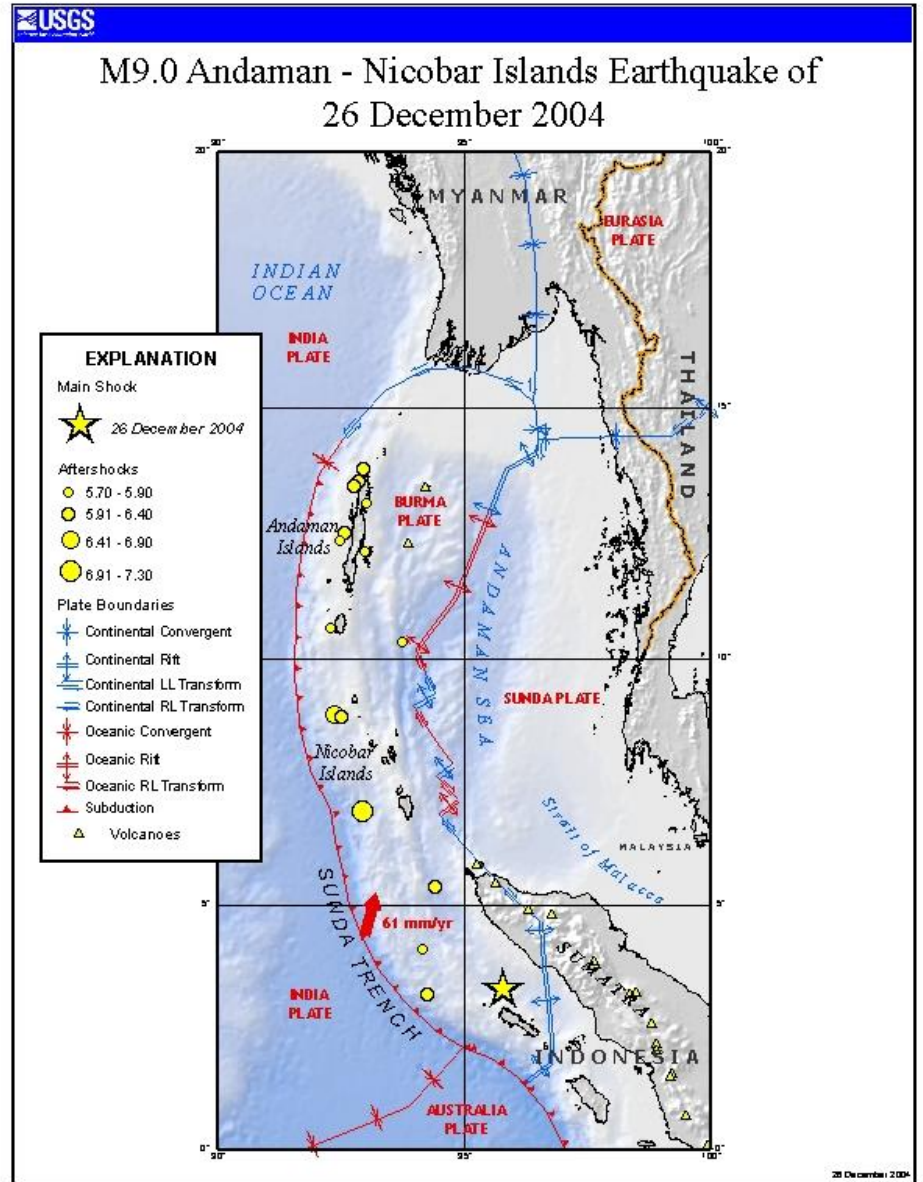 USGS
M9.0 Andaman - Nicobar Islands Earthquake of
26 December 2004
90°
95°
100°
20°
20°
MYANMAR
EURASIA
PLATE
INDIAN
OCEAN
INDIA
PLATE
THAILAND
15°
EXPLANATION
Main Shock
26 December 2004
Aftershocks
5.70 - 5.90
5.91 - 6.40
6.41 - 6.90
6.91 - 7.30
Plate Boundaries
Continental Convergent
Continental Rift
Continental LL Transform
Continental RL Transform
Oceanic Convergent
Oceanic Rift
Oceanic RL Transform
Subduction
Volcanoes
BURMA
PLATE
Andaman
Islands
ANDAMAN SEA
10°
SUNDA PLATE
Nicobar
Islands
Strait of Malacca
MALAYSIA
5°
SUNDA TRENCH
61 mm/yr
SUMATRA
INDIA
PLATE
INDONESIA
AUSTRALIA
PLATE
0°
0°
90°
95°
100°
26 December 2004